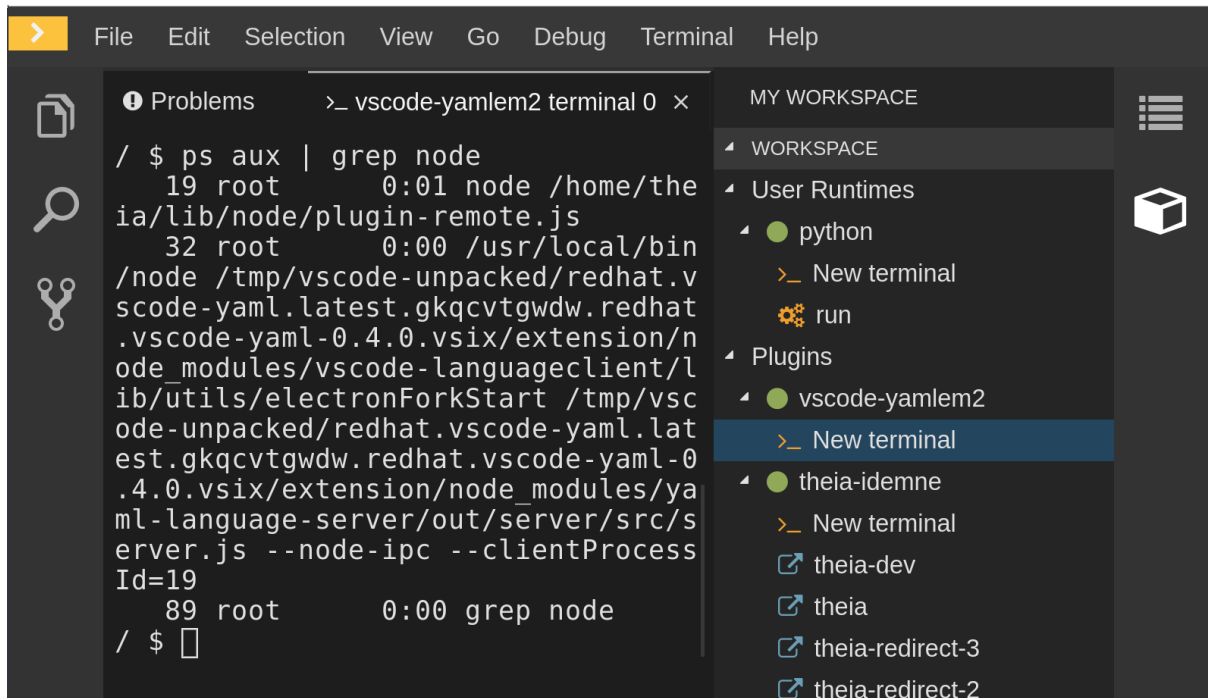 File Edit Selection View Go Debug Terminal Help
Problems >_ vscode-yamlem2 terminal 0 ×
/ $ ps aux | grep node
   19 root      0:01 node /home/the
ia/lib/node/plugin-remote.js
   32 root      0:00 /usr/local/bin
/node /tmp/vscode-unpacked/redhat.v
scode-yaml.latest.gkqcvtgwdw.redhat
.vscode-yaml-0.4.0.vsix/extension/n
ode_modules/vscode-languageclient/l
ib/utils/electronForkStart /tmp/vsc
ode-unpacked/redhat.vscode-yaml.lat
est.gkqcvtgwdw.redhat.vscode-yaml-0
.4.0.vsix/extension/node_modules/ya
ml-language-server/out/server/src/s
erver.js --node-ipc --clientProcess
Id=19
   89 root      0:00 grep node
/ $
MY WORKSPACE
WORKSPACE
User Runtimes
python
>_ New terminal
run
Plugins
vscode-yamlem2
>_ New terminal
theia-idemne
>_ New terminal
theia-dev
theia
theia-redirect-3
theia-redirect-2